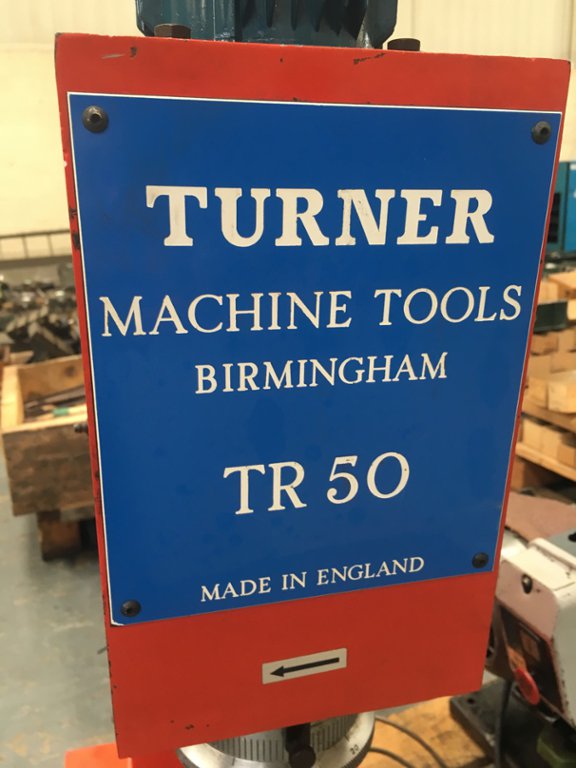 TURNER
MACHINE TOOLS
BIRMINGHAM
TR 50
MADE IN ENGLAND